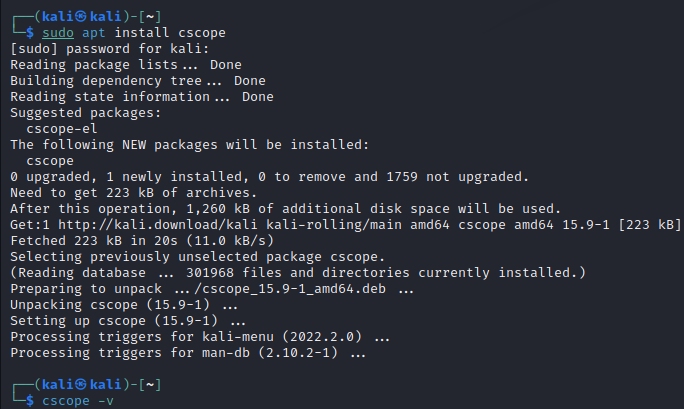 ┌──(kali㉿kali)-[~]
└─$ sudo apt install cscope
[sudo] password for kali:
Reading package lists... Done
Building dependency tree... Done
Reading state information... Done
Suggested packages:
  cscope-el
The following NEW packages will be installed:
  cscope
0 upgraded, 1 newly installed, 0 to remove and 1759 not upgraded.
Need to get 223 kB of archives.
After this operation, 1,260 kB of additional disk space will be used.
Get:1 http://kali.download/kali kali-rolling/main amd64 cscope amd64 15.9-1 [223 kB]
Fetched 223 kB in 20s (11.0 kB/s)
Selecting previously unselected package cscope.
(Reading database ... 301968 files and directories currently installed.)
Preparing to unpack .../cscope_15.9-1_amd64.deb ...
Unpacking cscope (15.9-1) ...
Setting up cscope (15.9-1) ...
Processing triggers for kali-menu (2022.2.0) ...
Processing triggers for man-db (2.10.2-1) ...
┌──(kali㉿kali)-[~]
└─$ cscope -v